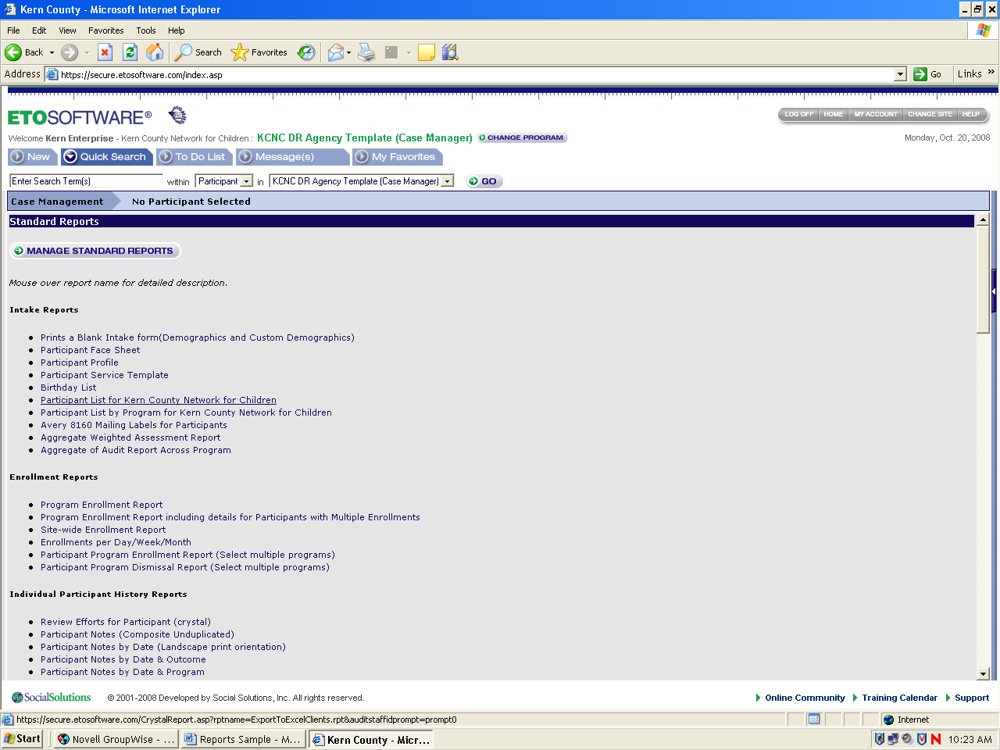 Kern County - Microsoft Internet Explorer
File Edit View Favorites Tools Help
Back Search Favorites
Address https://secure.etosoftware.com/index.asp Go Links »
ETOSOFTWARE®
LOG OFF HOME MY ACCOUNT CHANGE SITE HELP
Welcome Kern Enterprise - Kern County Network for Children : KCNC DR Agency Template (Case Manager) CHANGE PROGRAM Monday, Oct. 20, 2008
New Quick Search To Do List Message(s) My Favorites
Enter Search Term(s) within Participant in KCNC DR Agency Template (Case Manager) GO
Case Management No Participant Selected
Standard Reports
MANAGE STANDARD REPORTS
Mouse over report name for detailed description.
Intake Reports
• Prints a Blank Intake form(Demographics and Custom Demographics)
• Participant Face Sheet
• Participant Profile
• Participant Service Template
• Birthday List
• Participant List for Kern County Network for Children
• Participant List by Program for Kern County Network for Children
• Avery 8160 Mailing Labels for Participants
• Aggregate Weighted Assessment Report
• Aggregate of Audit Report Across Program
Enrollment Reports
• Program Enrollment Report
• Program Enrollment Report including details for Participants with Multiple Enrollments
• Site-wide Enrollment Report
• Enrollments per Day/Week/Month
• Participant Program Enrollment Report (Select multiple programs)
• Participant Program Dismissal Report (Select multiple programs)
Individual Participant History Reports
• Review Efforts for Participant (crystal)
• Participant Notes (Composite Unduplicated)
• Participant Notes by Date (Landscape print orientation)
• Participant Notes by Date & Outcome
• Participant Notes by Date & Program
SocialSolutions © 2001-2008 Developed by Social Solutions, Inc. All rights reserved. Online Community Training Calendar Support
https://secure.etosoftware.com/CrystalReport.asp?rptname=ExportToExcelClients.rpt&auditstaffidprompt=prompt0 Internet
Start Novell GroupWise - ... Reports Sample - M... Kern County - Micr... 10:23 AM